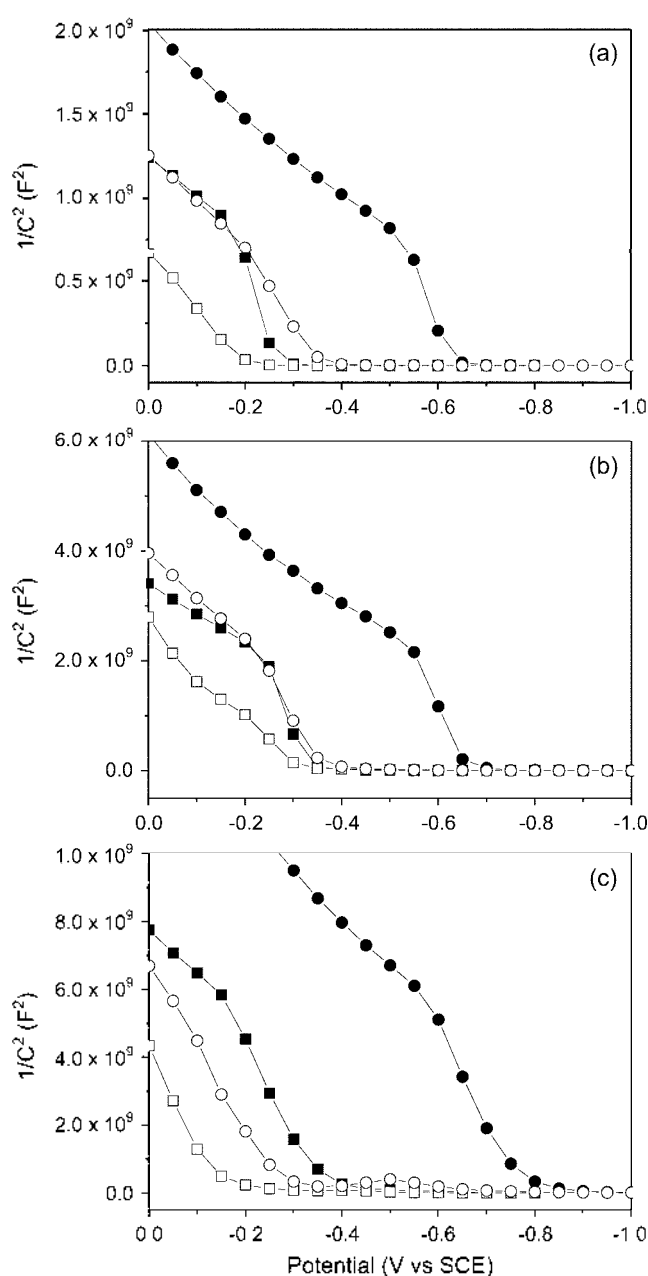 (a)
1/C² (F²)
2.0 x 10⁹
1.5 x 10⁹
1.0 x 10⁹
0.5 x 10⁹
0.0
0.0 -0.2 -0.4 -0.6 -0.8 -1.0
(b)
1/C² (F²)
6.0 x 10⁹
4.0 x 10⁹
2.0 x 10⁹
0.0
0.0 -0.2 -0.4 -0.6 -0.8 -1.0
(c)
1/C² (F²)
1.0 x 10⁹
8.0 x 10⁹
6.0 x 10⁹
4.0 x 10⁹
2.0 x 10⁹
0.0
0.0 -0.2 -0.4 -0.6 -0.8 -1.0
Potential (V vs SCE)